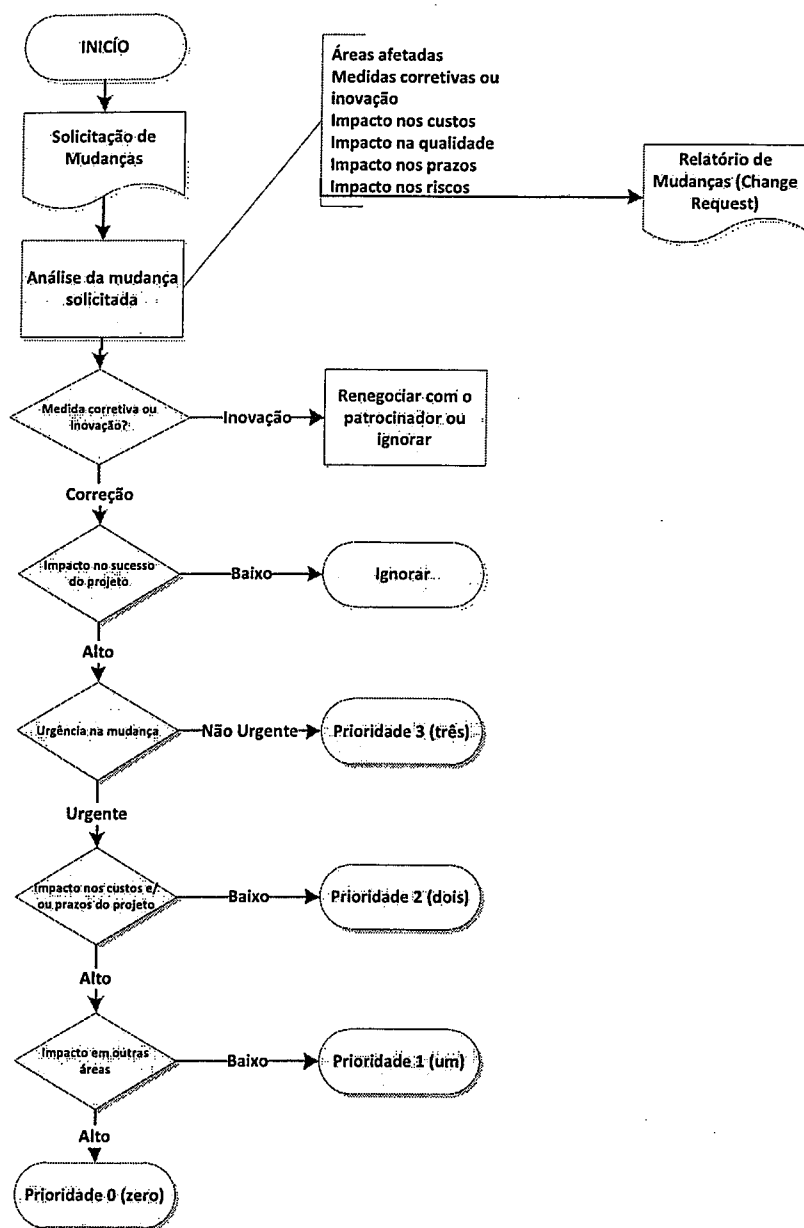 INICÍO
Solicitação de
Mudanças
Áreas afetadas
Medidas corretivas ou
inovação
Impacto nos custos
Impacto na qualidade
Impacto nos prazos
Impacto nos riscos
Relatório de
Mudanças (Change
Request)
Análise da mudança
solicitada
Medida corretiva ou
Inovação?
Inovação
Renegociar com o
patrocinador ou
ignorar
Correção
Impacto no sucesso
do projeto
Baixo
Ignorar
Alto
Urgência na mudança
Não Urgente
Prioridade 3 (três)
Urgente
Impacto nos custos e/
ou prazos do projeto
Baixo
Prioridade 2 (dois)
Alto
Impacto em outras
áreas
Baixo
Prioridade 1 (um)
Alto
Prioridade 0 (zero)